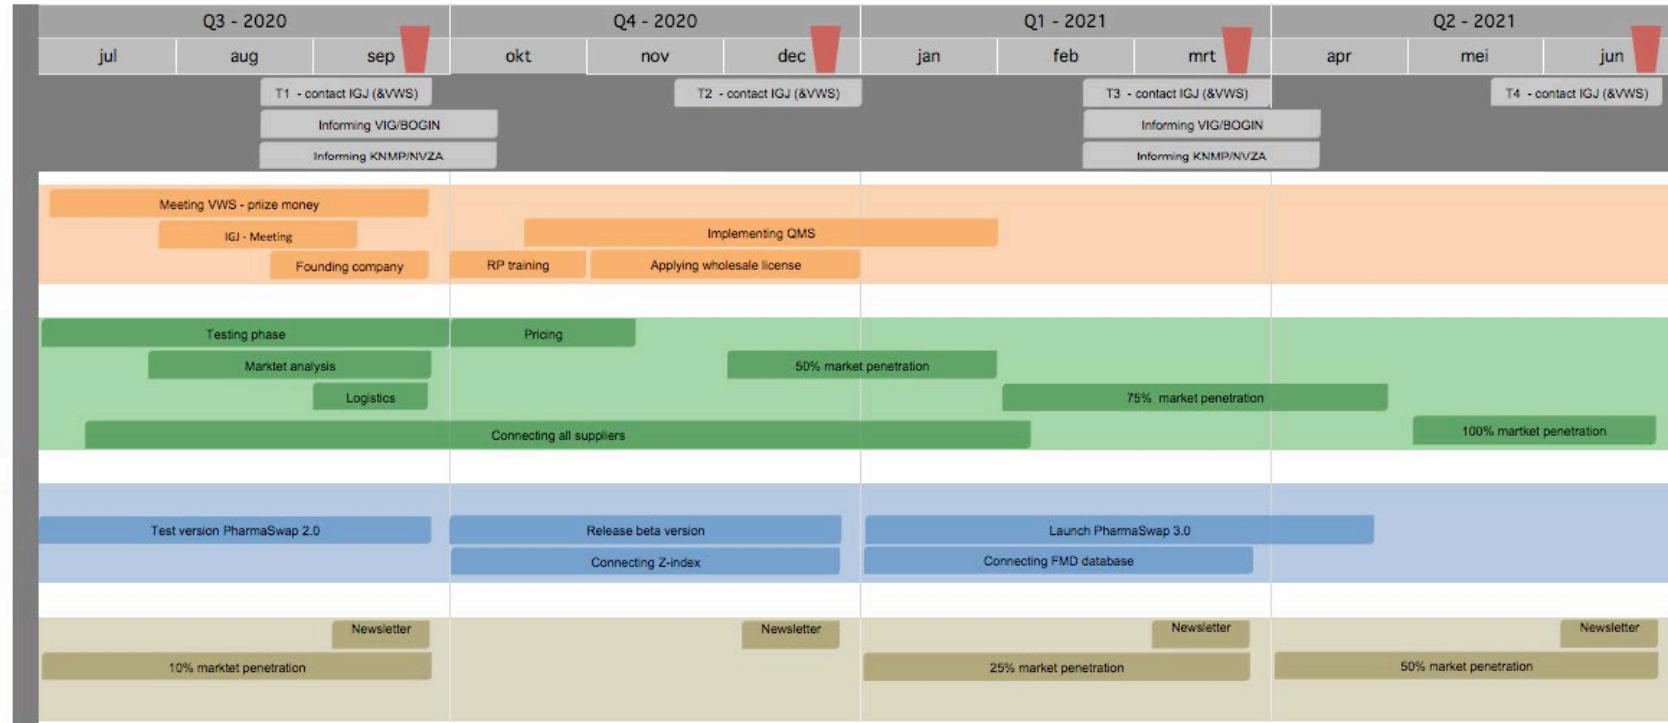 Q3 - 2020 Q4 - 2020 Q1 - 2021 Q2 - 2021
jul aug sep okt nov dec jan feb mrt apr mei jun
T1 - contact IGJ (&VWS) T2 - contact IGJ (&VWS) T3 - contact IGJ (&VWS) T4 - contact IGJ (&VWS)
Informing VIG/BOGIN Informing VIG/BOGIN
Informing KNMP/NVZA Informing KNMP/NVZA
Meeting VWS - priize money
IGJ - Meeting Implementing QMS
Founding company RP training Applying wholesale license
Testing phase Pricing
Marktet analysis 50% market penetration
Logistics 75% market penetration
Connecting all suppliers 100% martket penetration
Test version PharmaSwap 2.0 Release beta version Launch PharmaSwap 3.0
Connecting Z-index Connecting FMD database
Newsletter Newsletter Newsletter Newsletter
10% marktet penetration 25% market penetration 50% market penetration